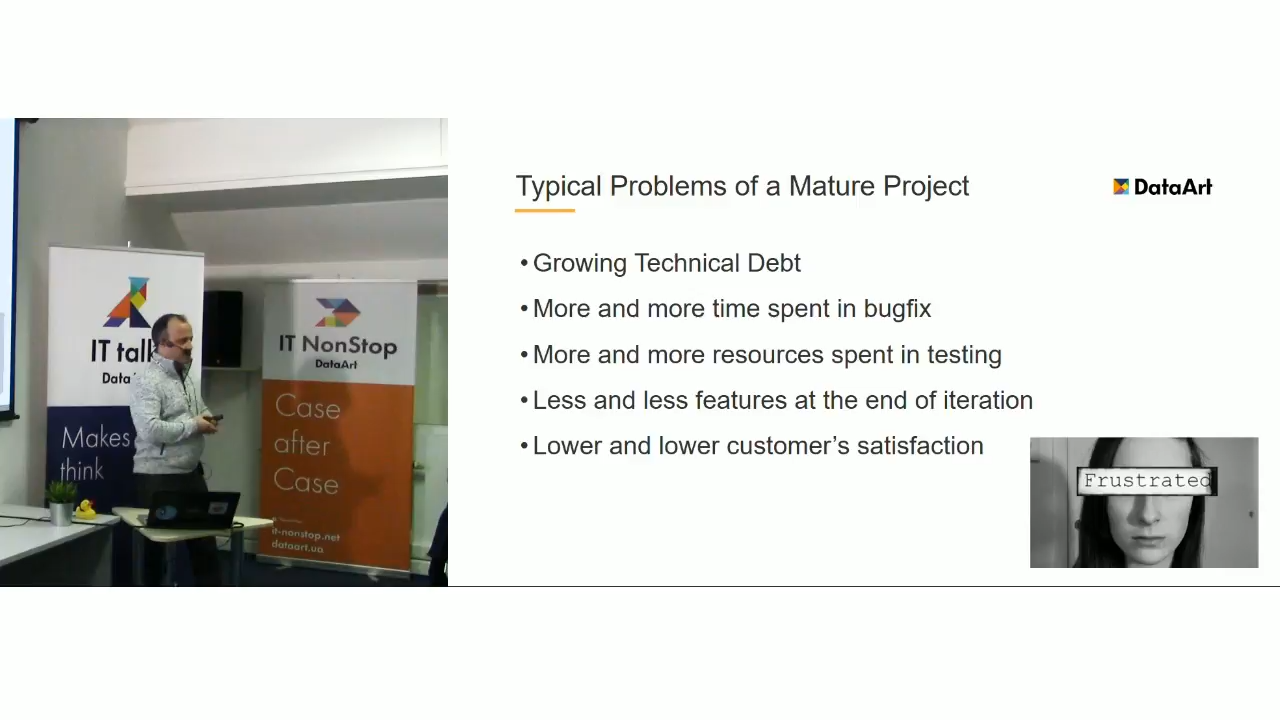 IT talk
Data
Makes
think
IT NonStop
DataArt
Case
after
Case
it-nonstop.net
dataart.ua
Typical Problems of a Mature Project
DataArt
• Growing Technical Debt
• More and more time spent in bugfix
• More and more resources spent in testing
• Less and less features at the end of iteration
• Lower and lower customer’s satisfaction
Frustrated